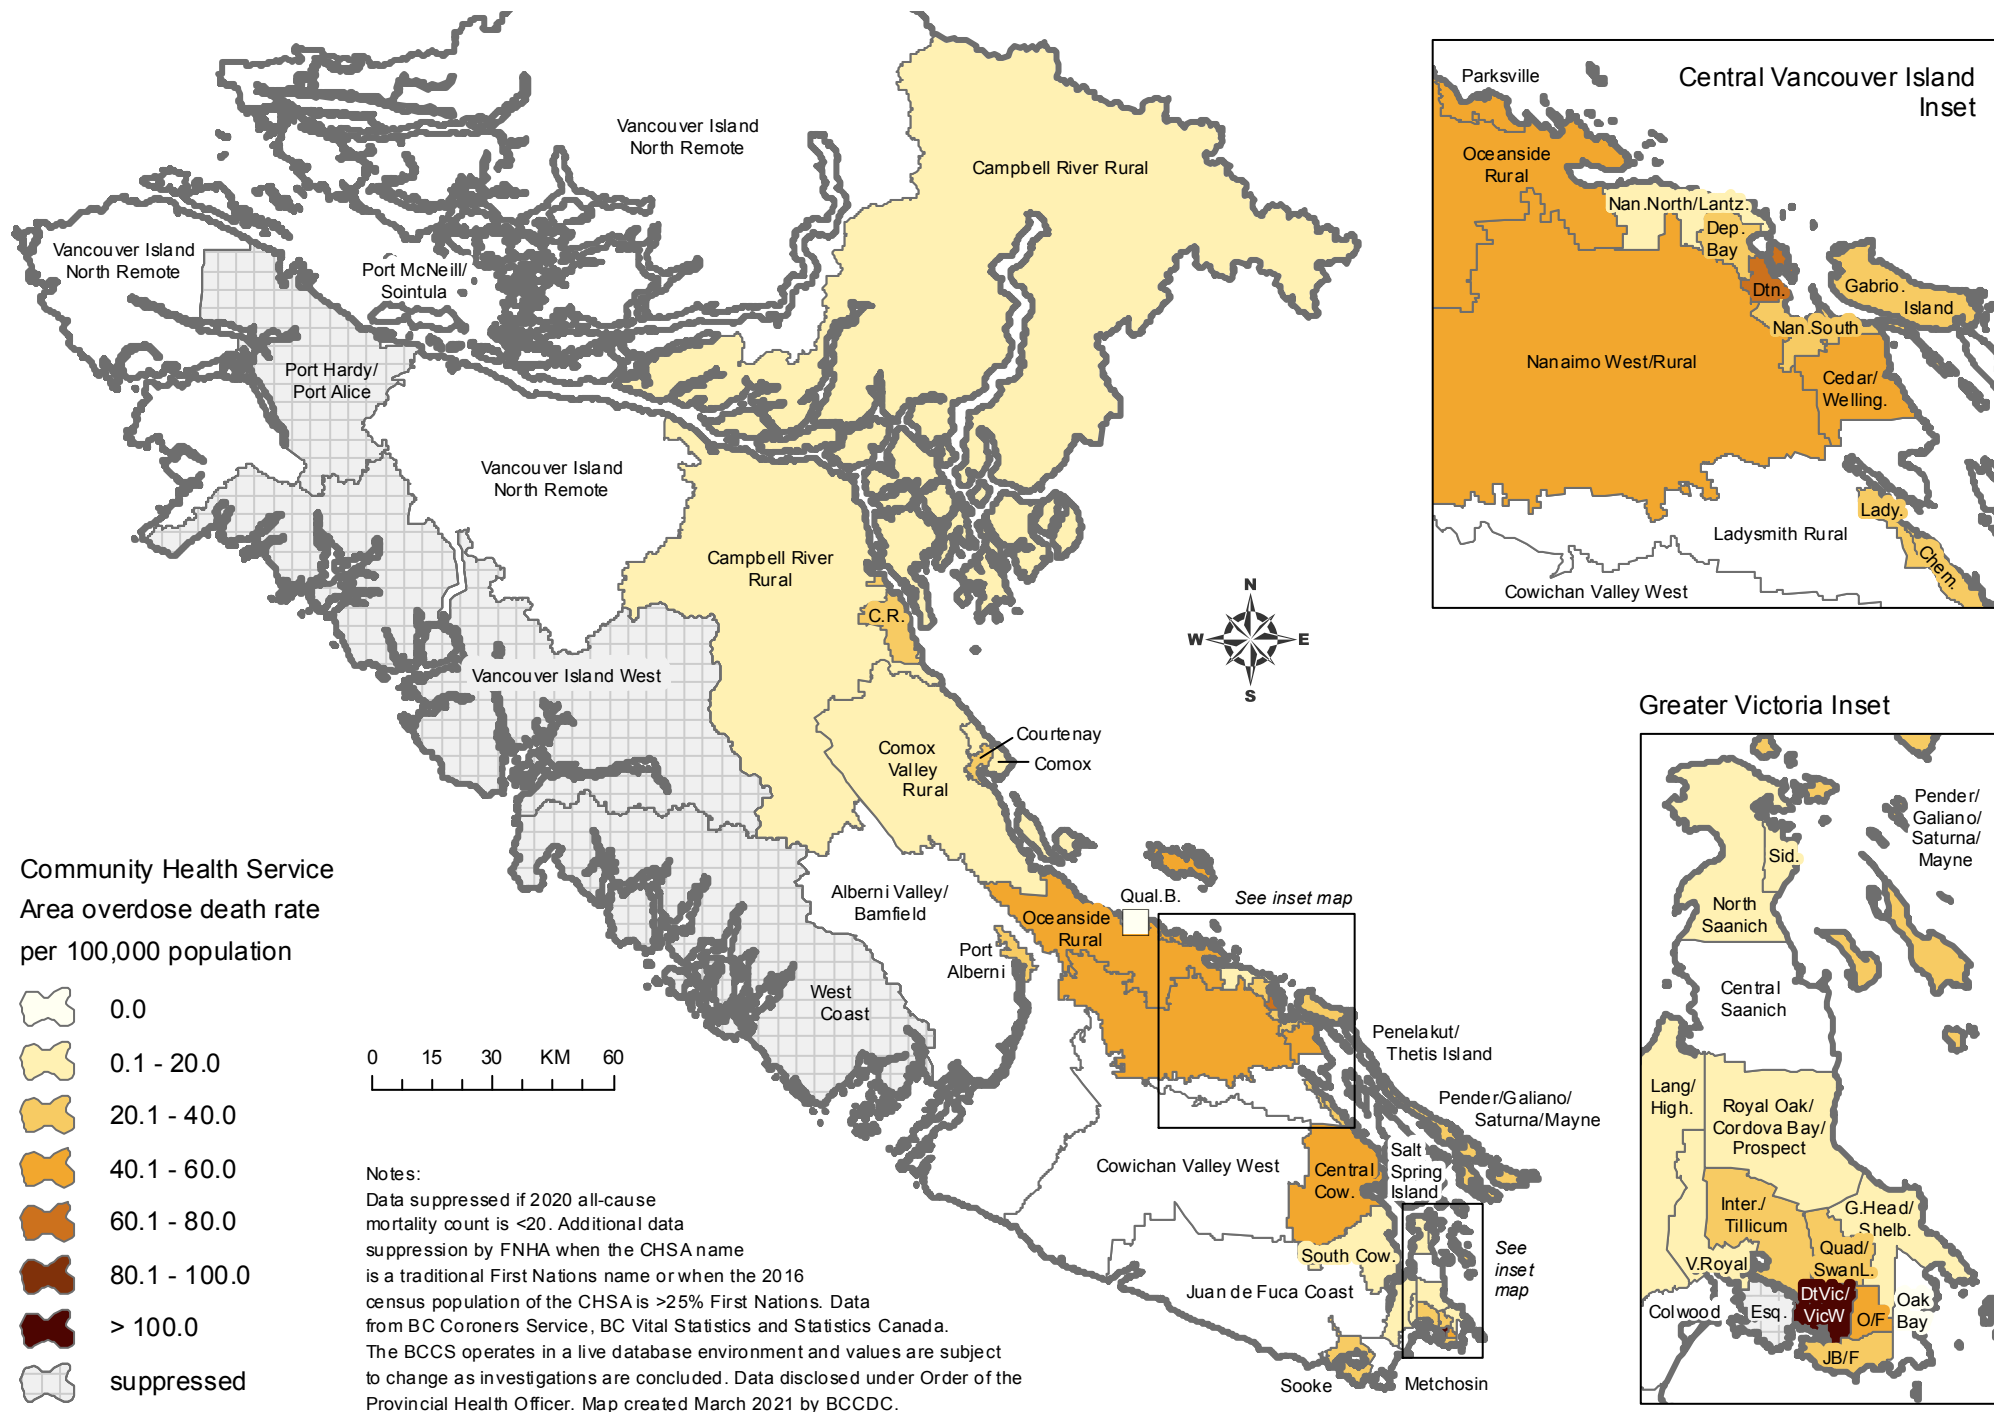 Vancouver Island
North Remote
Campbell River Rural
Vancouver Island
North Remote
Port McNeill/
Sointula
Port Hardy/
Port Alice
Vancouver Island
North Remote
Campbell River
Rural
C.R.
Vancouver Island West
Comox
Valley
Rural
Courtenay
Comox
N
W
E
S
Alberni Valley/
Bamfield
Oceanside
Rural
Qual.B.
See inset map
Port
Alberni
West
Coast
Penelakut/
Thetis Island
Pender/Galiano/
Saturna/Mayne
Cowichan Valley West
Central
Cow.
Salt
Spring
Island
South Cow.
See
inset
map
Juan de Fuca Coast
Sooke
Metchosin
0 15 30 KM 60
Community Health Service
Area overdose death rate
per 100,000 population
0.0
0.1 - 20.0
20.1 - 40.0
40.1 - 60.0
60.1 - 80.0
80.1 - 100.0
> 100.0
suppressed
Notes:
Data suppressed if 2020 all-cause
mortality count is <20. Additional data
suppression by FNHA when the CHSA name
is a traditional First Nations name or when the 2016
census population of the CHSA is >25% First Nations. Data
from BC Coroners Service, BC Vital Statistics and Statistics Canada.
The BCCS operates in a live database environment and values are subject
to change as investigations are concluded. Data disclosed under Order of the
Provincial Health Officer. Map created March 2021 by BCCDC.
Central Vancouver Island
Inset
Parksville
Oceanside
Rural
Nan.North/Lantz.
Dep.
Bay
Dtn.
Gabrio.
Island
Nan.South
Nanaimo West/Rural
Cedar/
Welling.
Lady.
Ladysmith Rural
Chem.
Cowichan Valley West
Greater Victoria Inset
Pender/
Galiano/
Saturna/
Mayne
Sid.
North
Saanich
Central
Saanich
Lang/
High.
Royal Oak/
Cordova Bay/
Prospect
Inter./
Tillicum
G.Head/
Shelb.
Quad/
SwanL.
V.Royal
DtVic/
VicW
Colwood
Esq.
O/F
Oak
Bay
JB/F